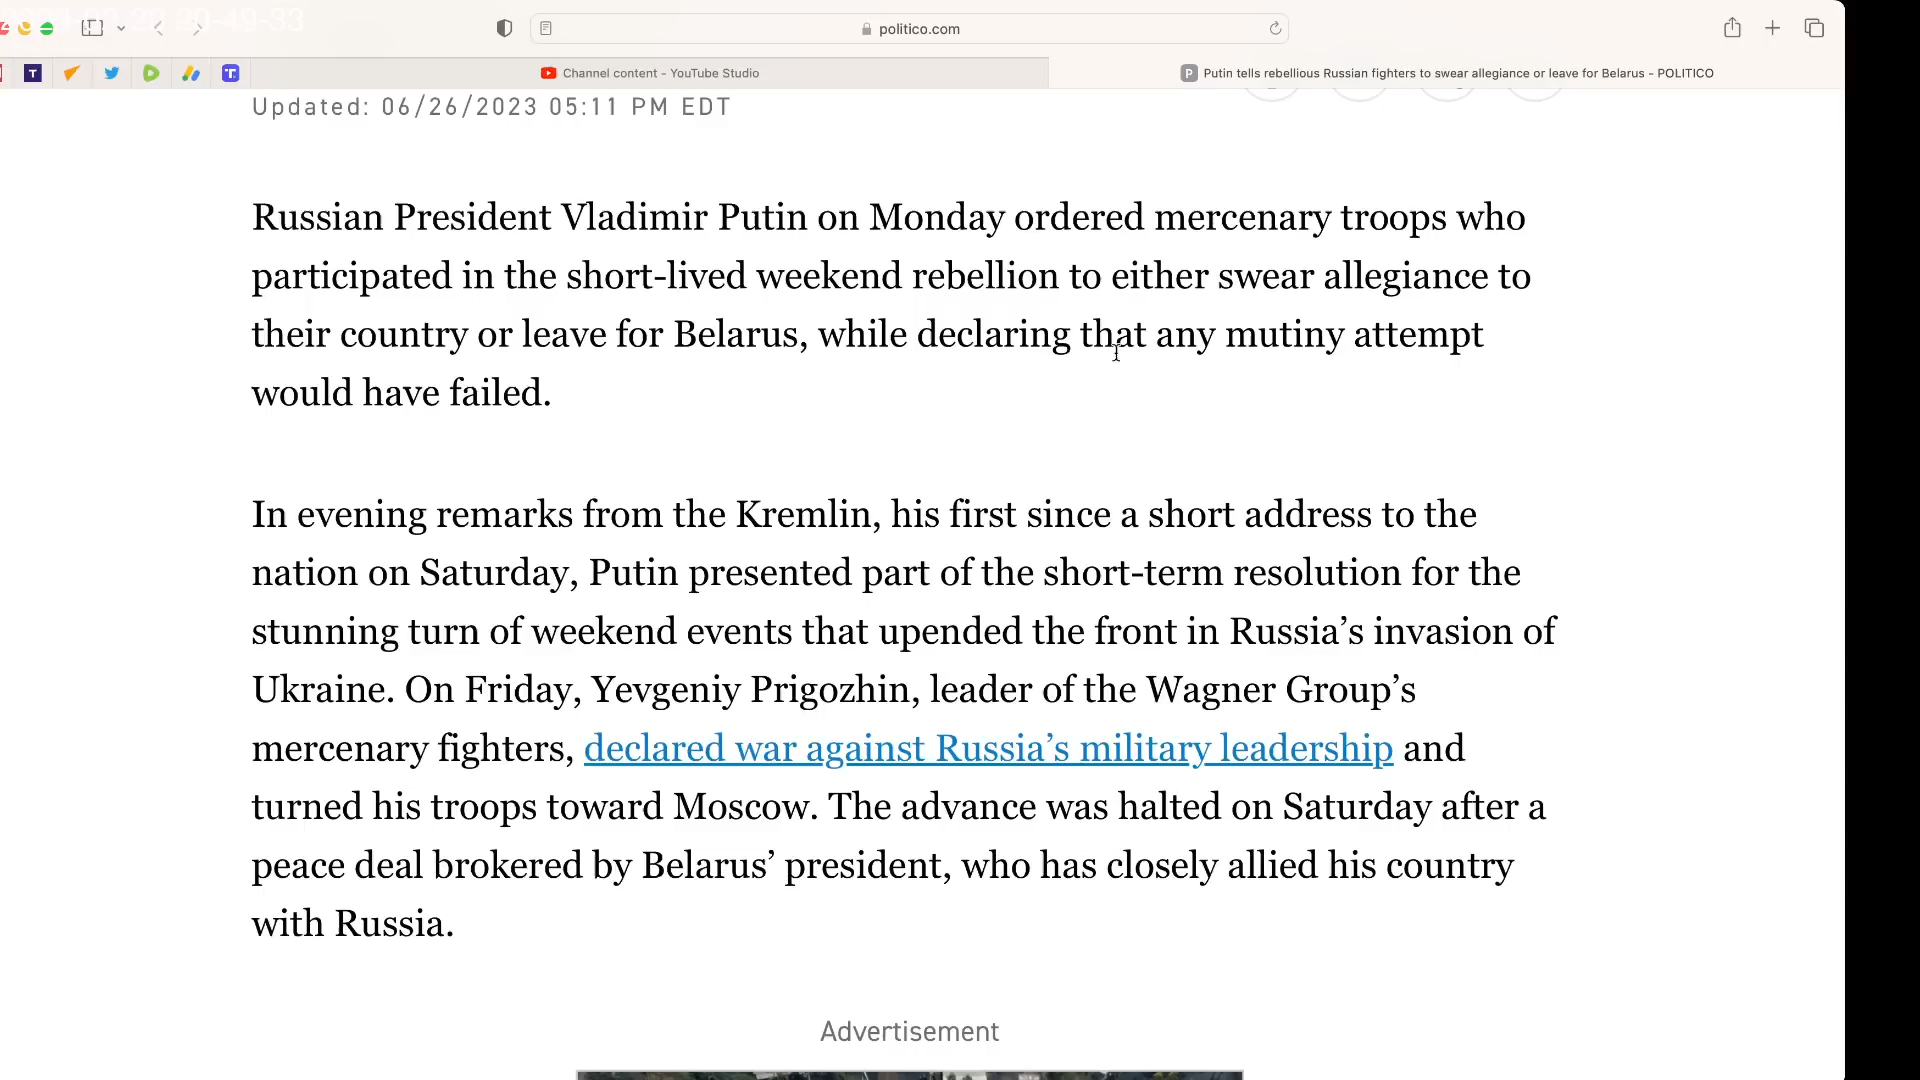 politico.com
Channel content - YouTube Studio
Putin tells rebellious Russian fighters to swear allegiance or leave for Belarus - POLITICO
Updated: 06/26/2023 05:11 PM EDT
Russian President Vladimir Putin on Monday ordered mercenary troops who
participated in the short-lived weekend rebellion to either swear allegiance to
their country or leave for Belarus, while declaring that any mutiny attempt
would have failed.
In evening remarks from the Kremlin, his first since a short address to the
nation on Saturday, Putin presented part of the short-term resolution for the
stunning turn of weekend events that upended the front in Russia’s invasion of
Ukraine. On Friday, Yevgeniy Prigozhin, leader of the Wagner Group’s
mercenary fighters, declared war against Russia’s military leadership and
turned his troops toward Moscow. The advance was halted on Saturday after a
peace deal brokered by Belarus’ president, who has closely allied his country
with Russia.
Advertisement